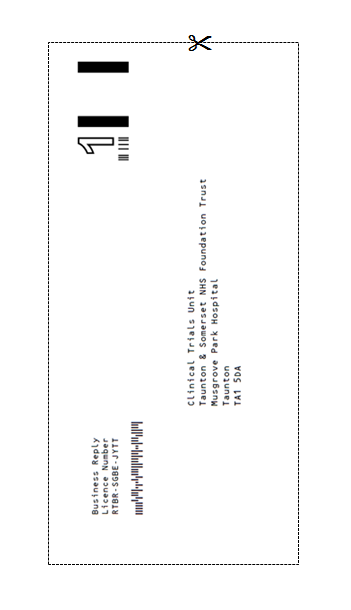 1
Business Reply
Licence Number
RTBR-SGBE-JYTT
Clinical Trials Unit
Taunton & Somerset NHS Foundation Trust
Musgrove Park Hospital
Taunton
TA1 5DA